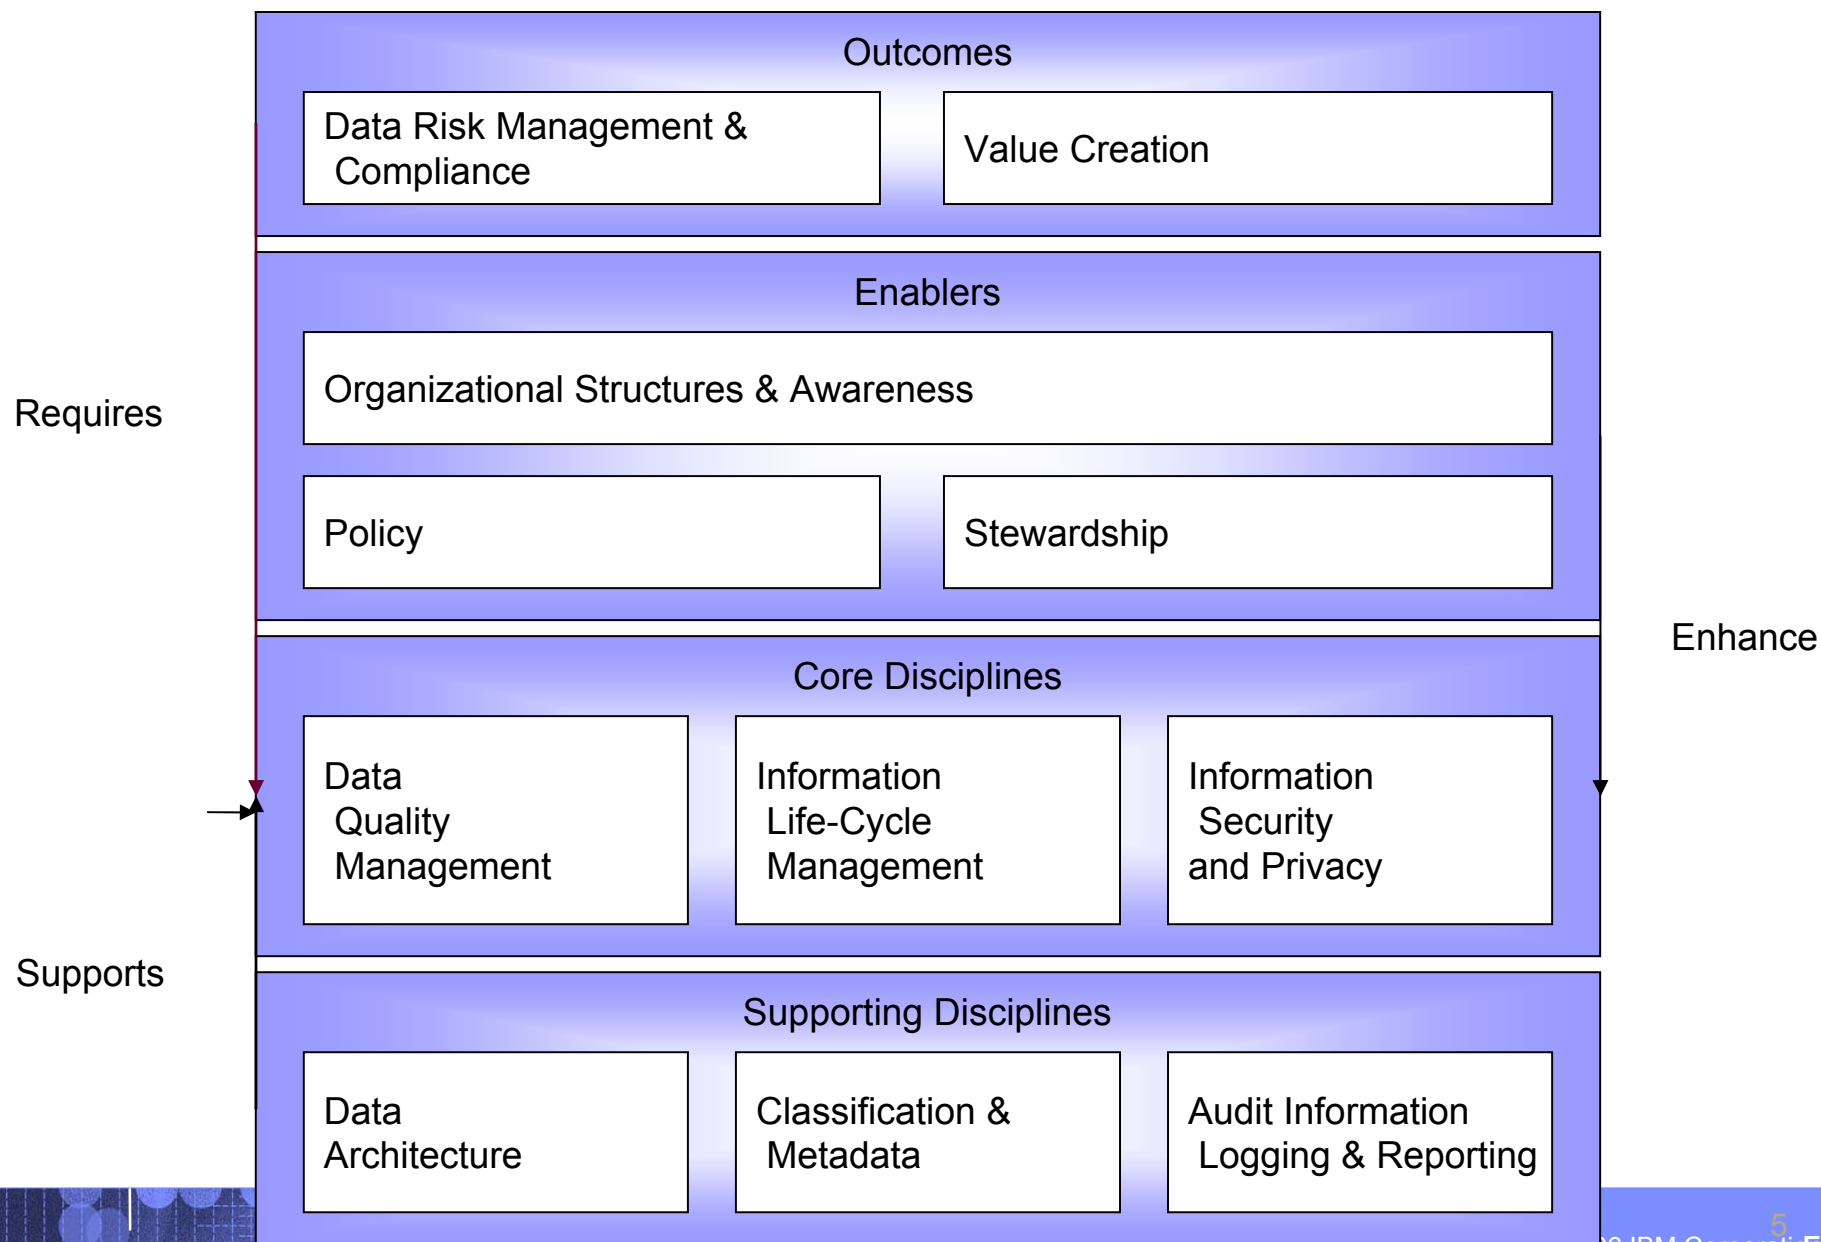 Outcomes
Data Risk Management &
Compliance
Value Creation
Enablers
Organizational Structures & Awareness
Requires
Policy
Stewardship
Enhance
Core Disciplines
Data
Quality
Management
Information
Life-Cycle
Management
Information
Security
and Privacy
Supports
Supporting Disciplines
Data
Architecture
Classification &
Metadata
Audit Information
Logging & Reporting
5
IBM